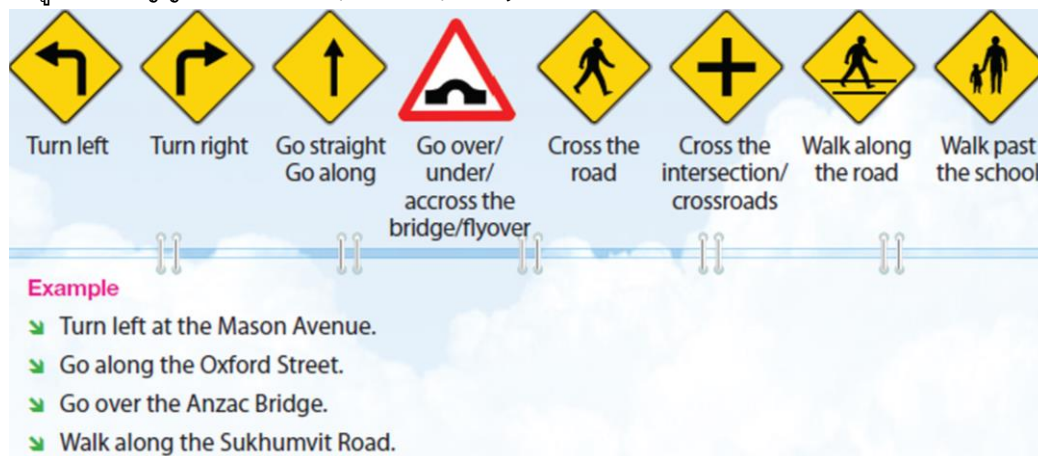 Turn left
Turn right
Go straight
Go along
Go over/
under/
accross the
bridge/flyover
Cross the
road
Cross the
intersection/
crossroads
Walk along
the road
Walk past
the school
Example
Turn left at the Mason Avenue.
Go along the Oxford Street.
Go over the Anzac Bridge.
Walk along the Sukhumvit Road.